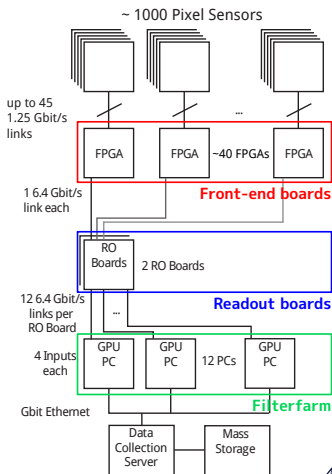 ~ 1000 Pixel Sensors
up to 45
1.25 Gbit/s
links
...
FPGA
FPGA
~40 FPGAs
FPGA
Front-end boards
1 6.4 Gbit/s
link each
RO
Boards
2 RO Boards
Readout boards
12 6.4 Gbit/s
links per
RO Board
...
4 Inputs
each
GPU
PC
GPU
PC
12 PCs
GPU
PC
Filterfarm
Gbit Ethernet
Data
Collection
Server
Mass
Storage